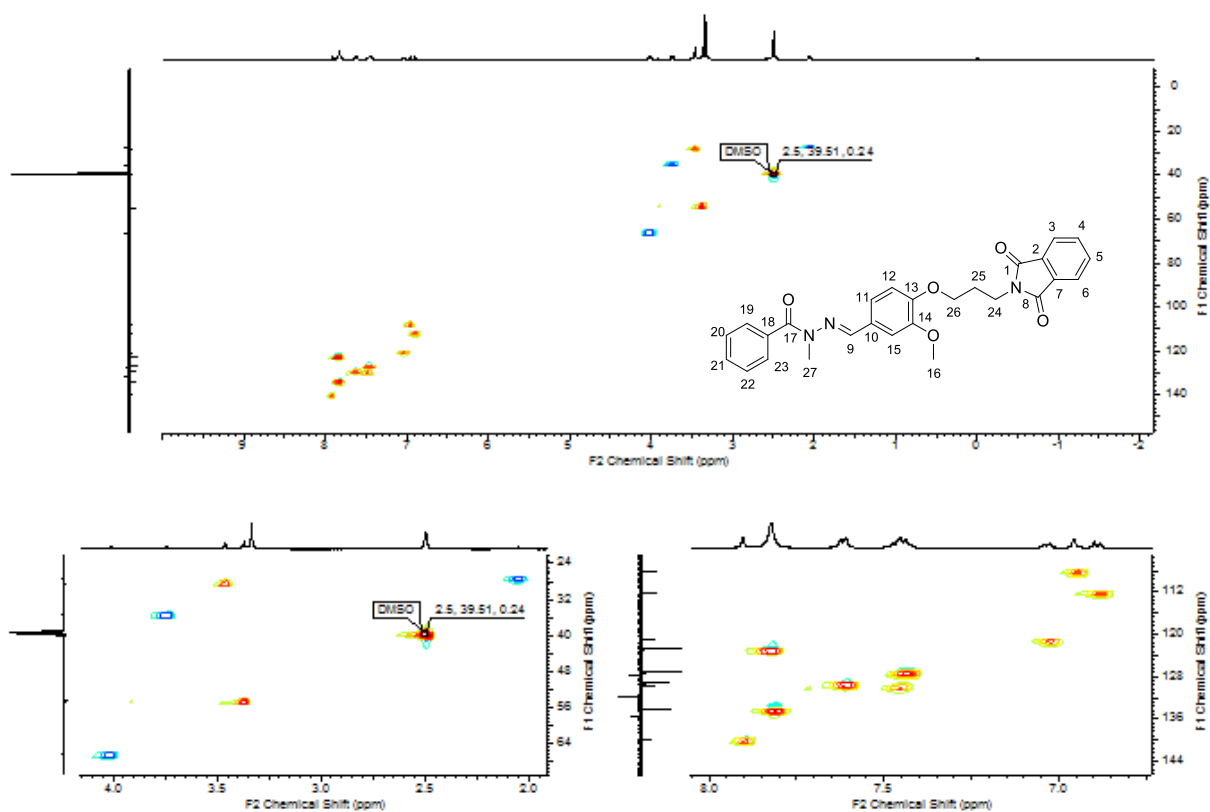 0
20
40
60
80
100
120
140
F1 Chemical Shift (ppm)
DMSO 2.5, 39.51, 0.24
9 8 7 6 5 4 3 2 1 0 -1 -2
F2 Chemical Shift (ppm)
O
3 4
2
1 5
12 25 N
11 13 O 6
19 O 8 7
20 18 14 26 24 O
17 N N 9 10 O
21 23 15
22 27 16
24
32
40
48
56
64
F1 Chemical Shift (ppm)
DMSO 2.5, 39.51, 0.24
4.0 3.5 3.0 2.5 2.0
F2 Chemical Shift (ppm)
112
120
128
136
144
F1 Chemical Shift (ppm)
8.0 7.5 7.0
F2 Chemical Shift (ppm)